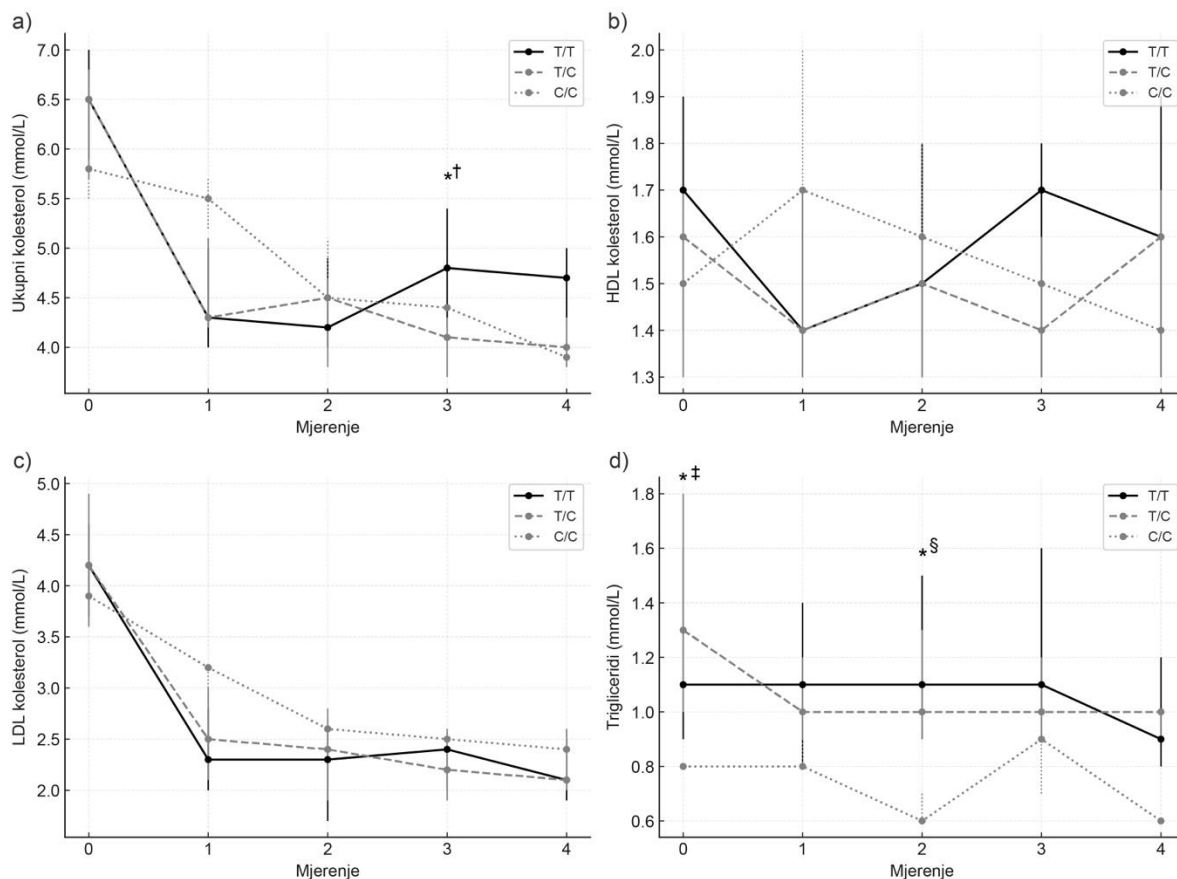 a)
Ukupni kolesterol (mmol/L)
7.0
6.5
6.0
5.5
5.0
4.5
4.0
T/T
T/C
C/C
*†
0 1 2 3 4
Mjerenje
b)
HDL kolesterol (mmol/L)
2.0
1.9
1.8
1.7
1.6
1.5
1.4
1.3
T/T
T/C
C/C
0 1 2 3 4
Mjerenje
c)
LDL kolesterol (mmol/L)
5.0
4.5
4.0
3.5
3.0
2.5
2.0
T/T
T/C
C/C
0 1 2 3 4
Mjerenje
d)
Trigliceridi (mmol/L)
1.8
1.6
1.4
1.2
1.0
0.8
0.6
*‡
*§
T/T
T/C
C/C
0 1 2 3 4
Mjerenje